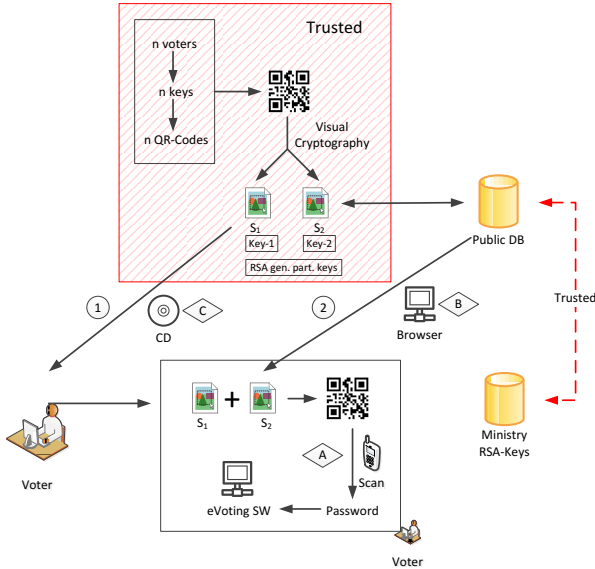 Trusted
n voters
n keys
n QR-Codes
Visual
Cryptography
S1
S2
Key-1
Key-2
RSA gen. part. keys
Public DB
1
2
C
CD
B
Browser
Trusted
S1
+
S2
Ministry
RSA-Keys
A
Scan
Voter
eVoting SW
Password
Voter